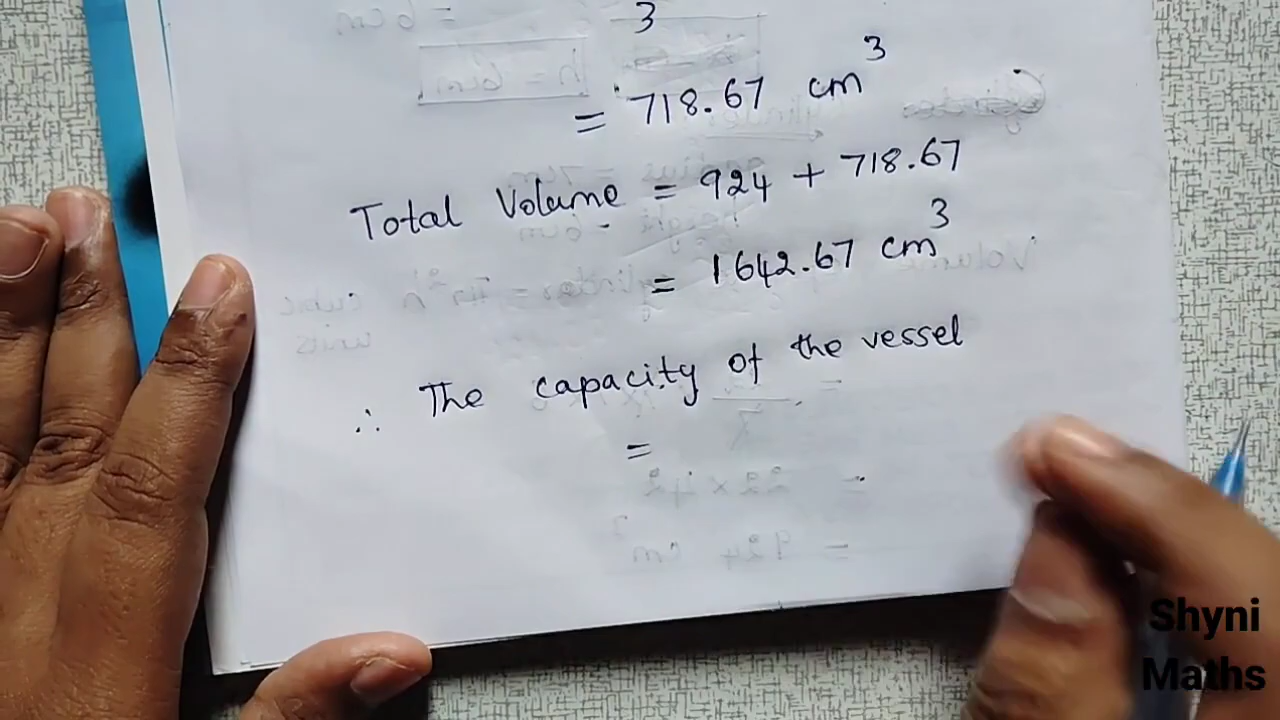 3
= 718.67 cm³
Total Volume = 924 + 718.67
= 1642.67 cm³
∴ The capacity of the vessel
=
Shyni
Maths